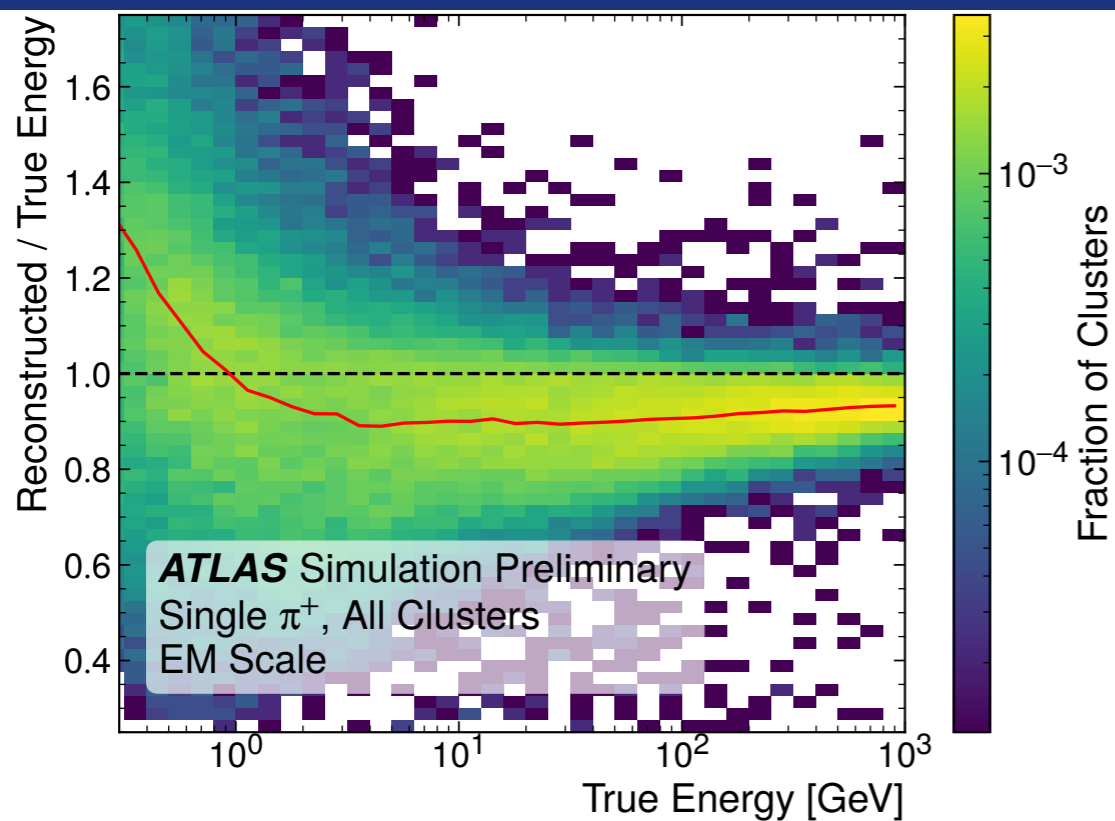 Reconstructed / True Energy
1.6
1.4
1.2
1.0
0.8
0.6
0.4
ATLAS Simulation Preliminary
Single π⁺, All Clusters
EM Scale
10⁰
10¹
10²
10³
True Energy [GeV]
10⁻³
10⁻⁴
Fraction of Clusters